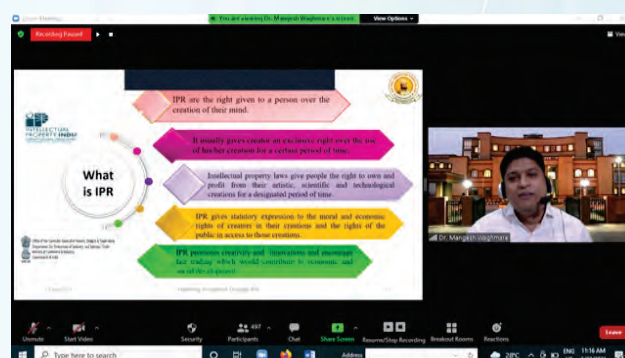 You are viewing Dr. Mangesh Waghmare's screen
View Options
Recording Paused
View
IPR are the right given to a person over the
creation of their mind.
INTELLECTUAL
PROPERTY INDIA
It usually gives creator an exclusive right over the use
of his/her creation for a certain period of time.
What
is IPR
Intellectual property laws give people the right to own and
profit from their artistic, scientific and technological
creations for a designated period of time.
IPR gives statutory expression to the moral and economic
rights of creators in their creations and the rights of the
public in access to those creations.
IPR promotes creativity and innovations and encourage
fair trading which would contribute to economic and
social development.
Dr. Mangesh Waghmare
Unmute
Start Video
Security
497
Participants
Chat
Share Screen
Resume/Stop Recording
Breakout Rooms
Reactions
Leave
Type here to search
Address
28°C
ENG
11:16 AM